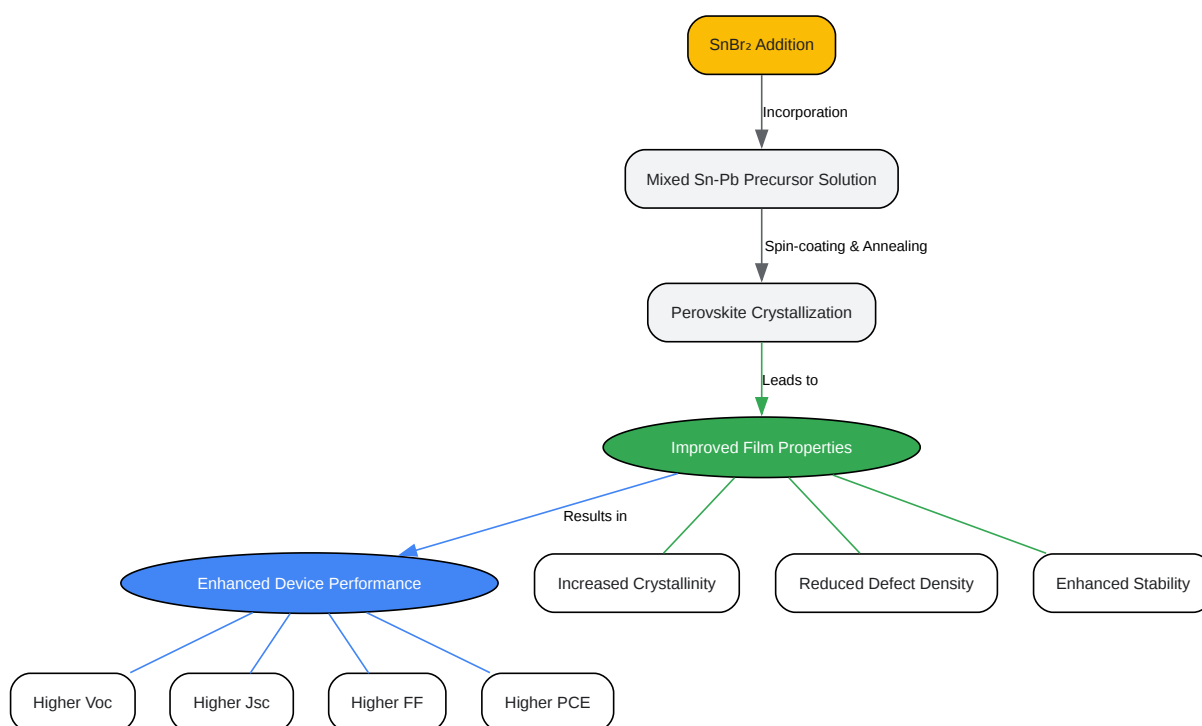 SnBr₂ Addition
Incorporation
Mixed Sn-Pb Precursor Solution
Spin-coating & Annealing
Perovskite Crystallization
Leads to
Improved Film Properties
Results in
Enhanced Device Performance
Increased Crystallinity
Reduced Defect Density
Enhanced Stability
Higher Voc
Higher Jsc
Higher FF
Higher PCE